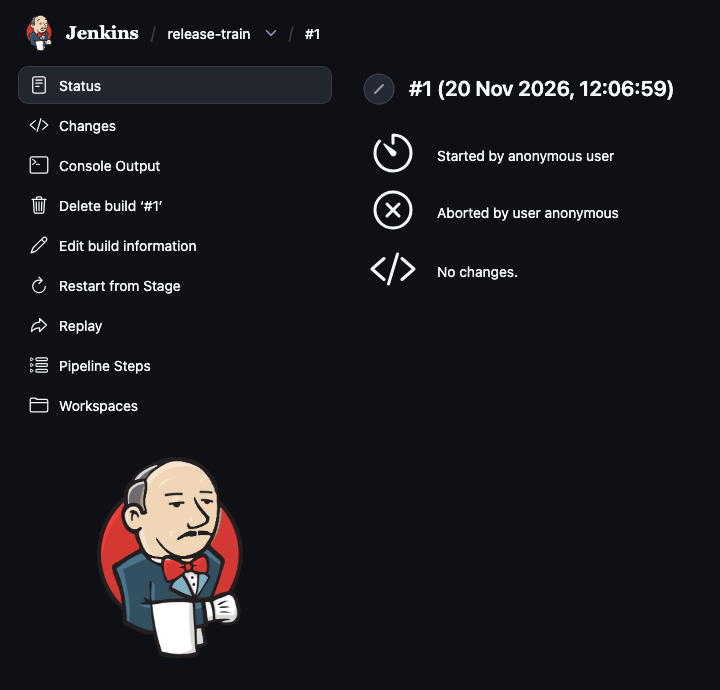 Jenkins / release-train / #1
Status
Changes
Console Output
Delete build ‘#1’
Edit build information
Restart from Stage
Replay
Pipeline Steps
Workspaces
#1 (20 Nov 2026, 12:06:59)
Started by anonymous user
Aborted by user anonymous
No changes.